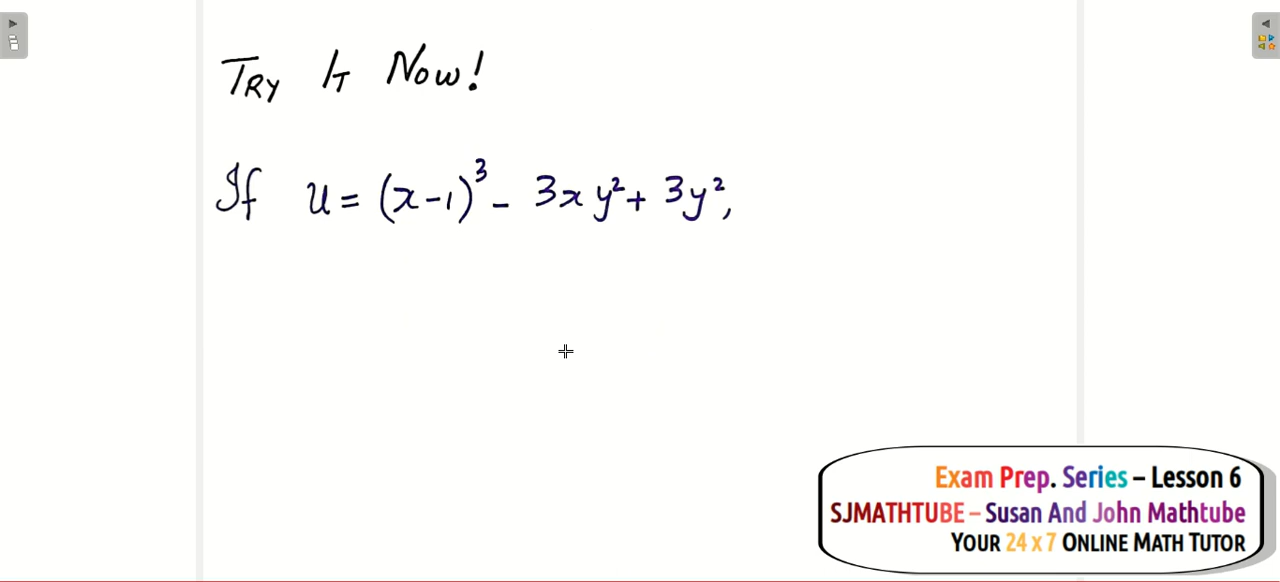 TRY IT NOW!
If u = (x-1)³ - 3xy² + 3y²,
Exam Prep. Series – Lesson 6
SJMATHTUBE – Susan And John Mathtube
YOUR 24 x 7 ONLINE MATH TUTOR